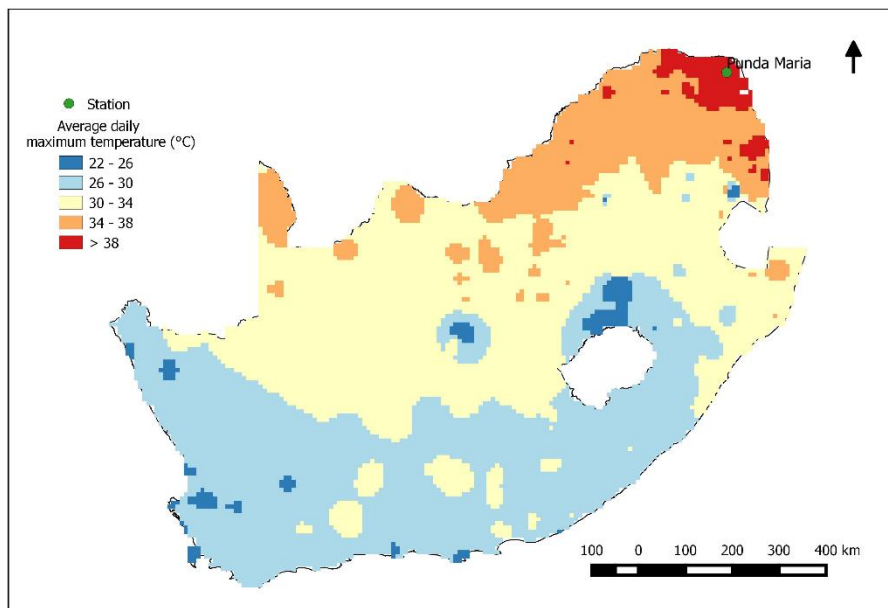 Punda Maria
Station
Average daily
maximum temperature (°C)
22 - 26
26 - 30
30 - 34
34 - 38
> 38
100 0 100 200 300 400 km